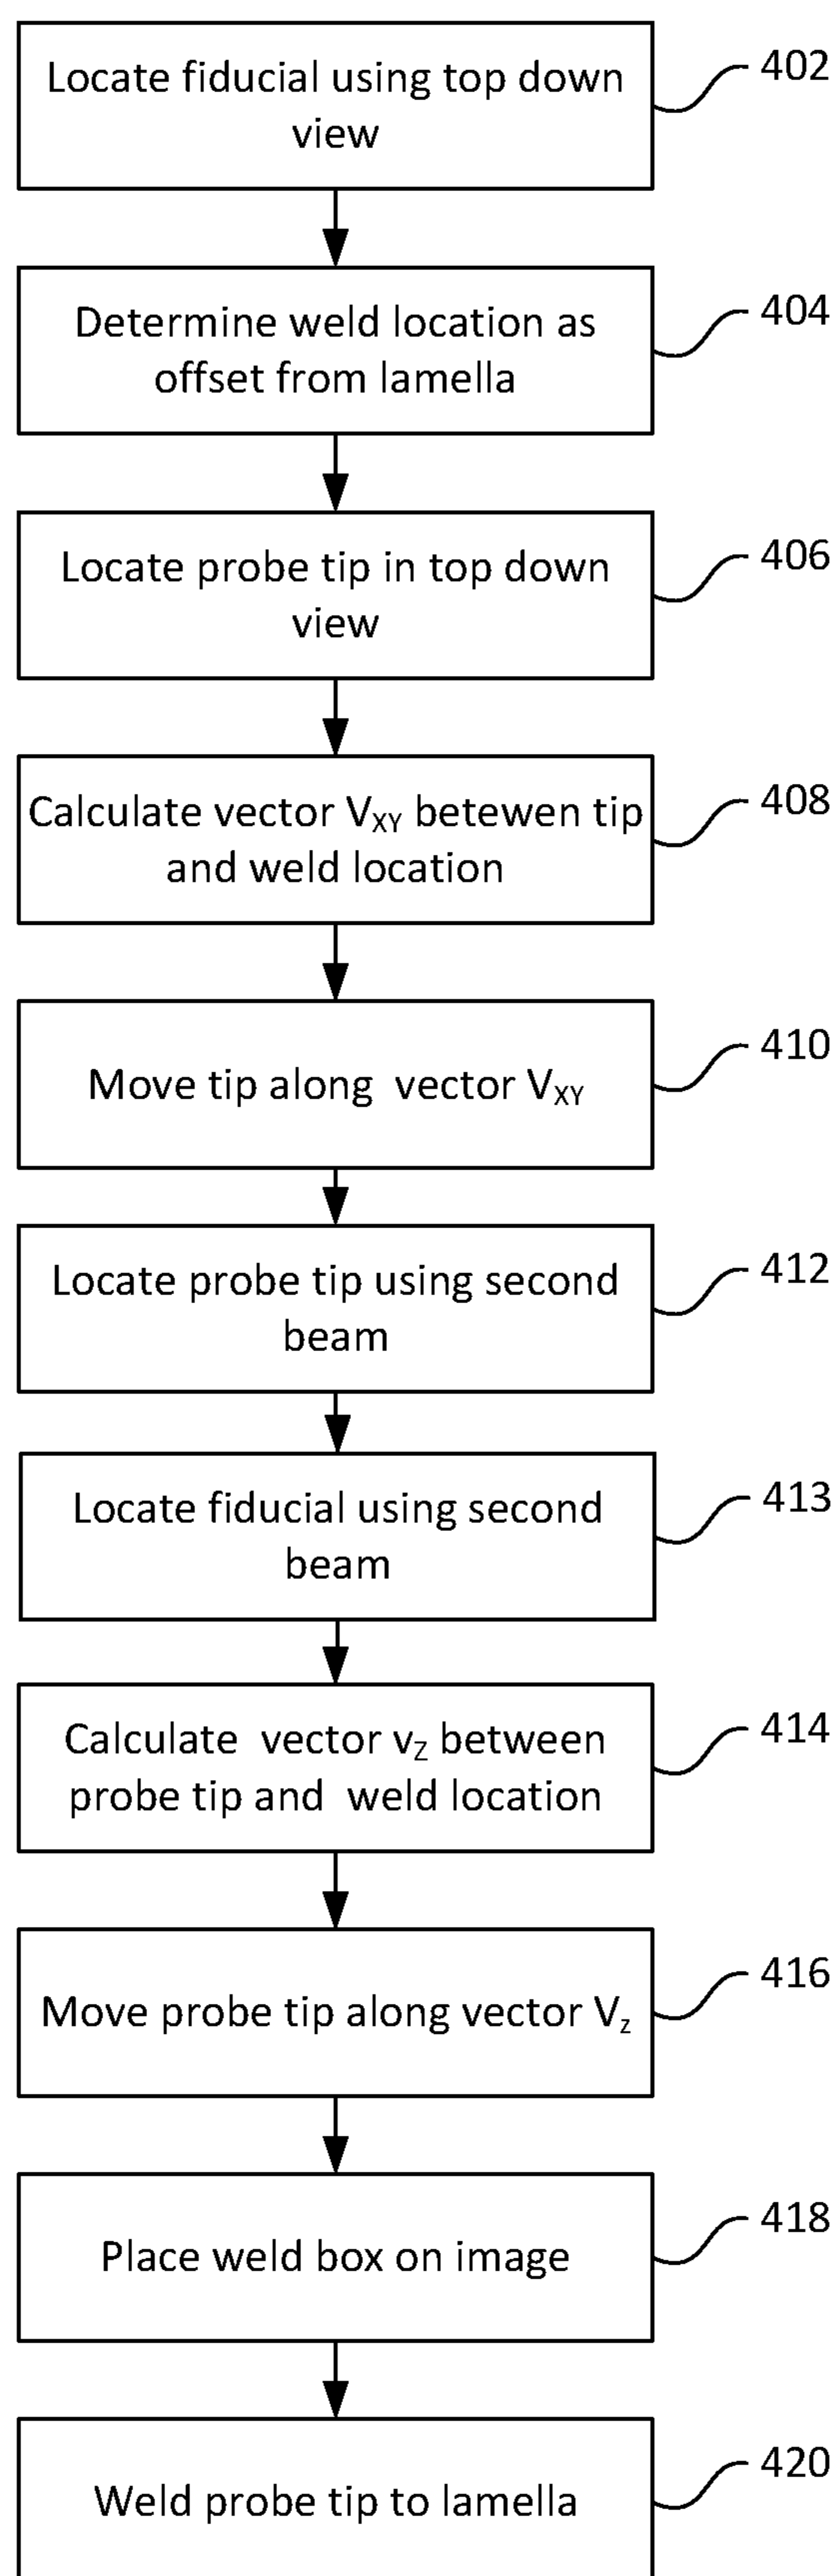 Locate fiducial using top down
view
402
Determine weld location as
offset from lamella
404
Locate probe tip in top down
view
406
Calculate vector VXY betewen tip
and weld location
408
Move tip along  vector VXY
410
Locate probe tip using second
beam
412
Locate fiducial using second
beam
413
Calculate  vector vZ between
probe tip and  weld location
414
Move probe tip along vector Vz
416
Place weld box on image
418
Weld probe tip to lamella
420